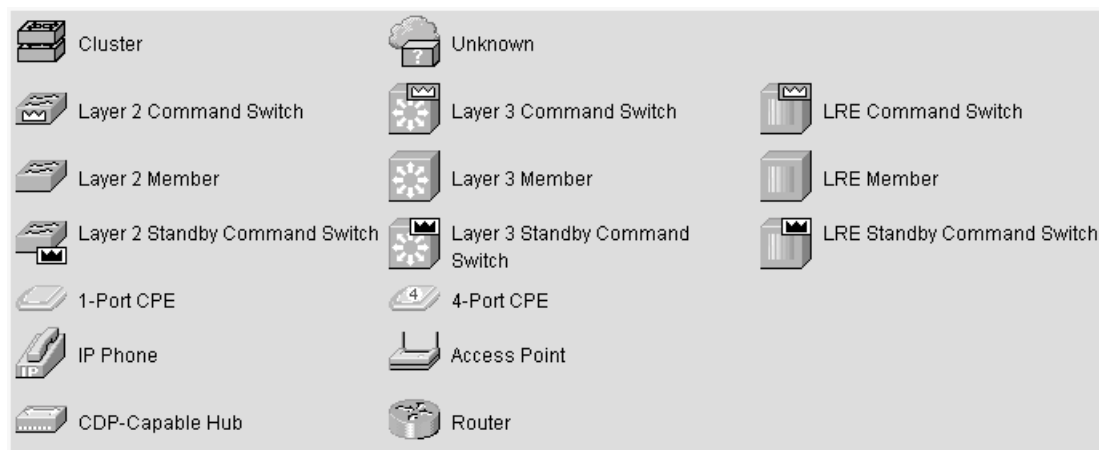 Cluster
?
Unknown
Layer 2 Command Switch
Layer 3 Command Switch
LRE Command Switch
Layer 2 Member
Layer 3 Member
LRE Member
Layer 2 Standby Command Switch
Layer 3 Standby Command
Switch
LRE Standby Command Switch
1-Port CPE
4
4-Port CPE
IP
IP Phone
Access Point
CDP-Capable Hub
Router